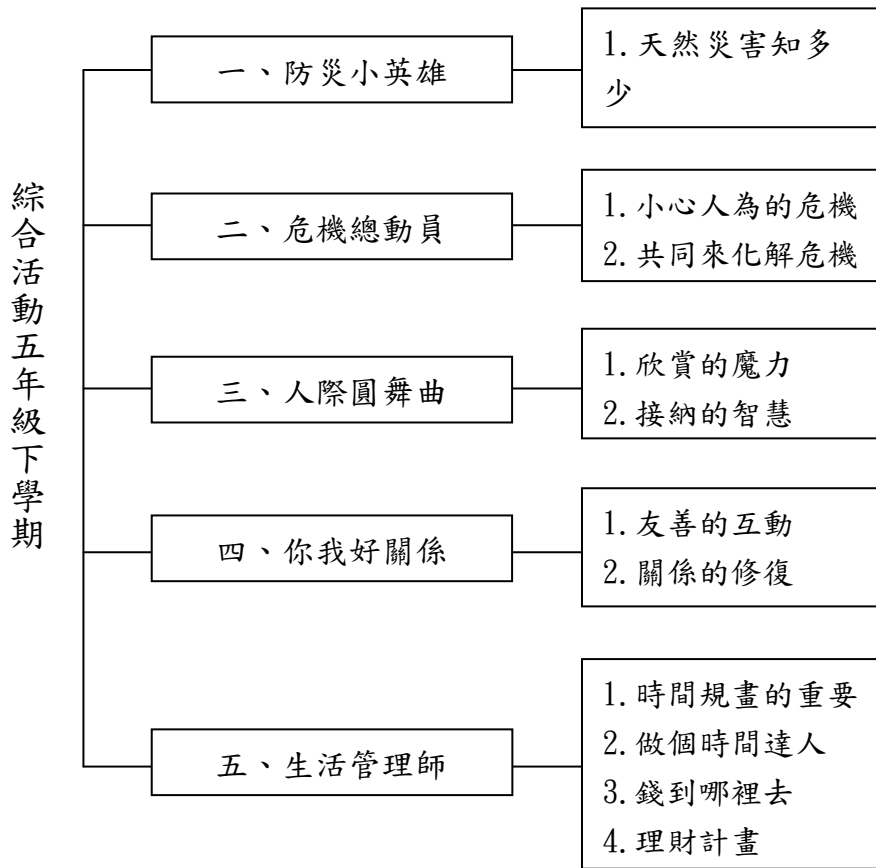 綜合活動五年級下學期
一、防災小英雄
1.天然災害知多
少
二、危機總動員
1.小心人為的危機
2.共同來化解危機
三、人際圓舞曲
1.欣賞的魔力
2.接納的智慧
四、你我好關係
1.友善的互動
2.關係的修復
五、生活管理師
1.時間規畫的重要
2.做個時間達人
3.錢到哪裡去
4.理財計畫